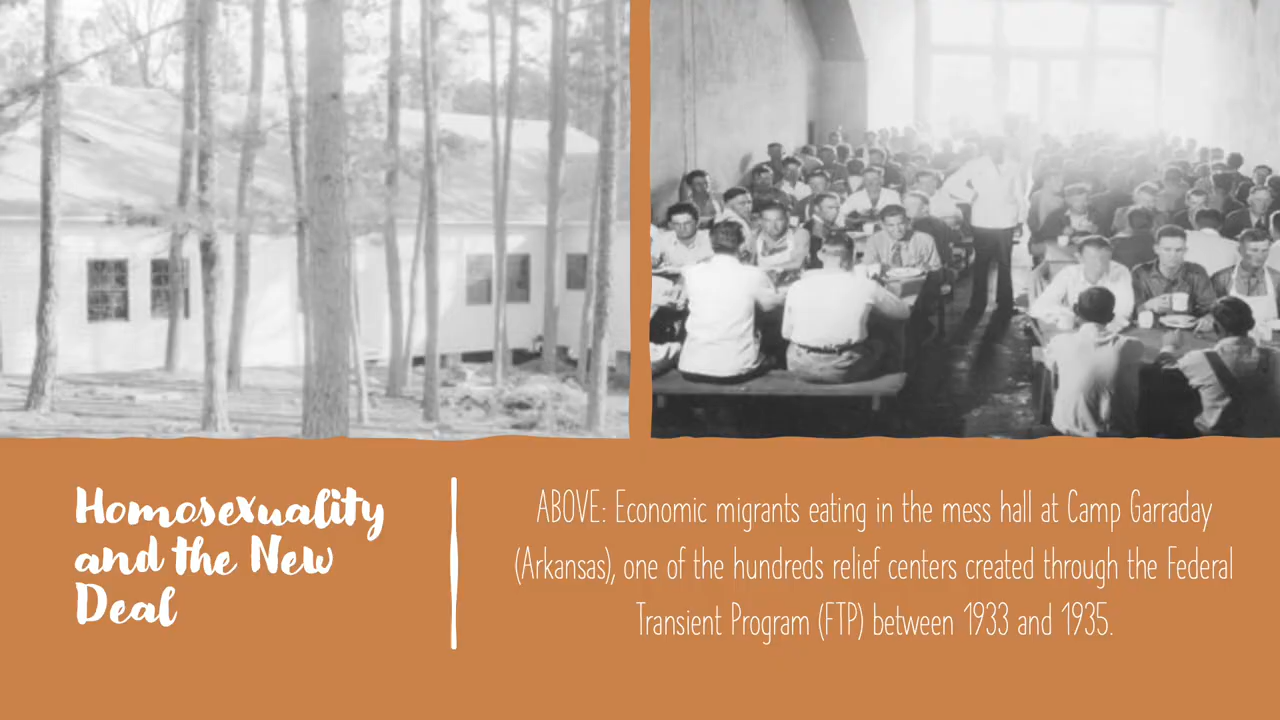 Homosexuality
and the New
Deal
ABOVE: Economic migrants eating in the mess hall at Camp Garraday
(Arkansas), one of the hundreds relief centers created through the Federal
Transient Program (FTP) between 1933 and 1935.